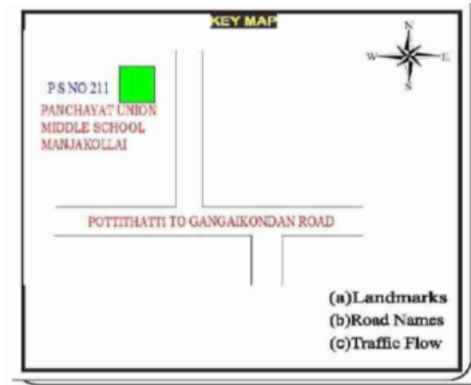 KEY MAP
N
W E
S
P S NO 211
PANCHAYAT UNION
MIDDLE SCHOOL
MANJAKOLLAI
POTTITHATTI TO GANGAIKONDAN ROAD
(a)Landmarks
(b)Road Names
(c)Traffic Flow